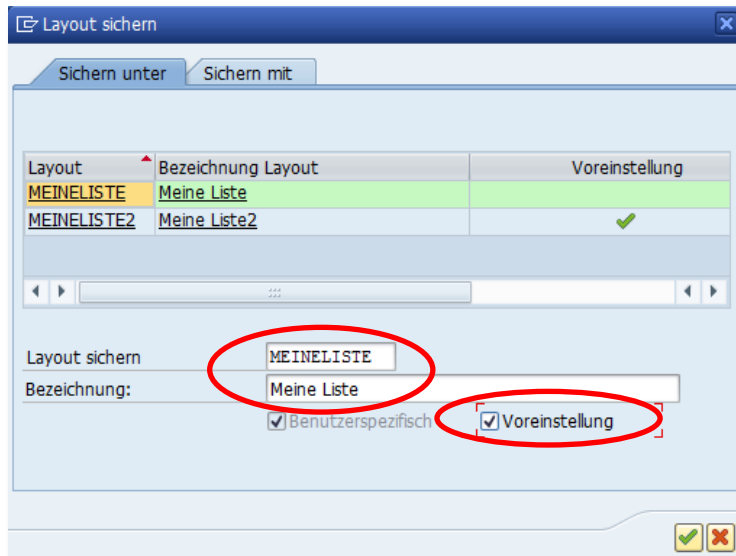 Layout sichern
Sichern unter Sichern mit
Layout Bezeichnung Layout Voreinstellung
MEINELISTE Meine Liste
MEINELISTE2 Meine Liste2
Layout sichern MEINELISTE
Bezeichnung: Meine Liste
Benutzerspezifisch Voreinstellung